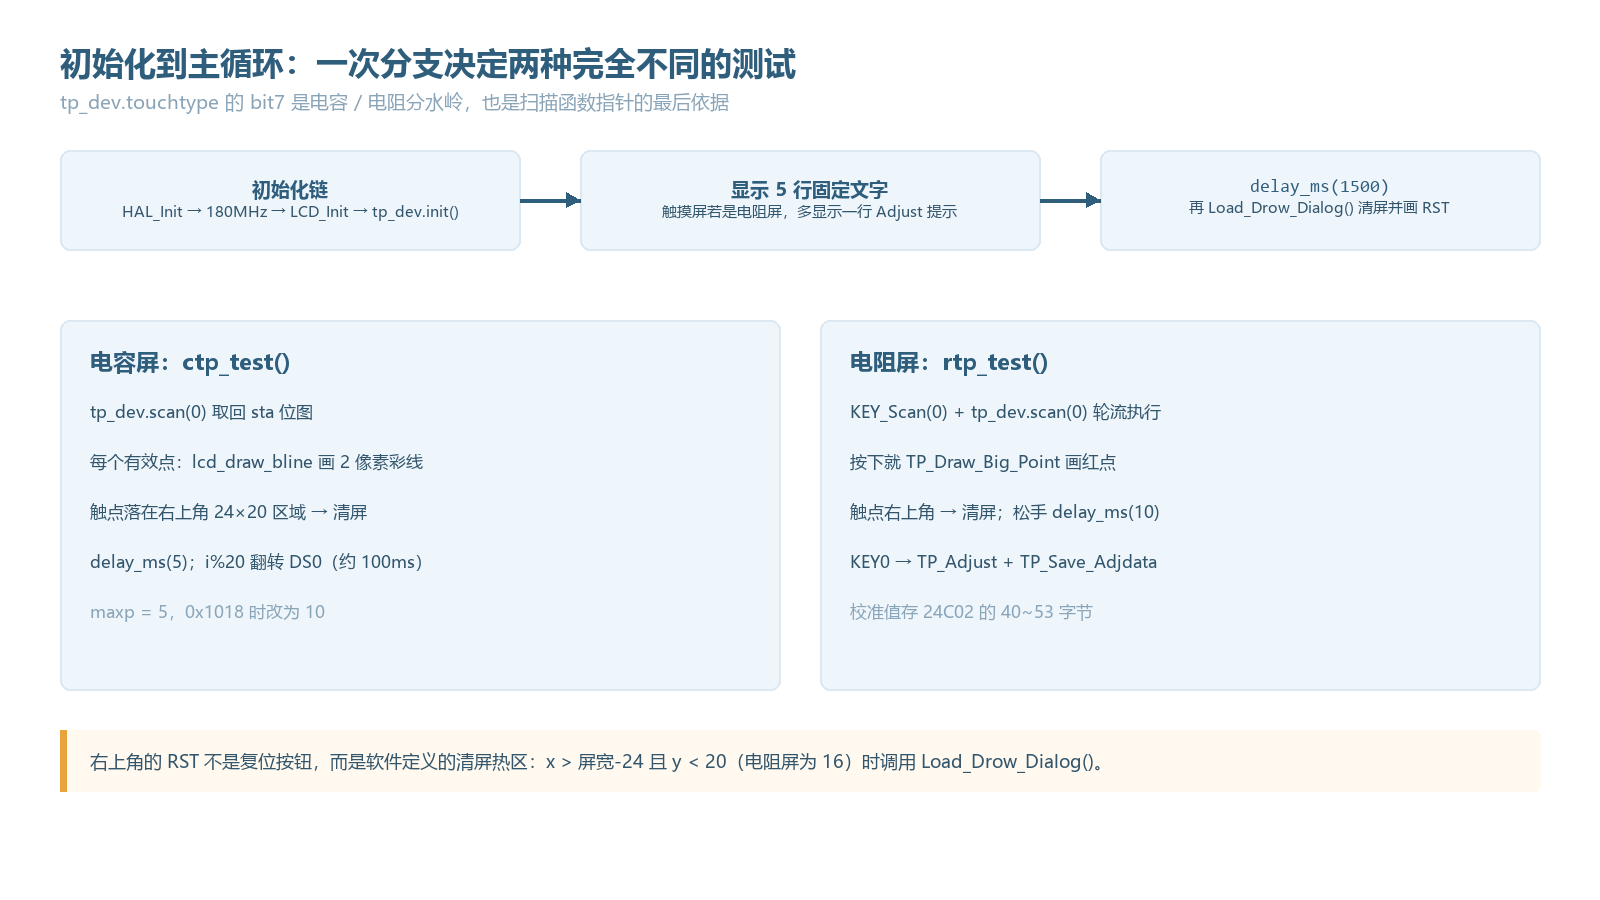 初始化到主循环：一次分支决定两种完全不同的测试
tp_dev.touchtype 的 bit7 是电容 / 电阻分水岭，也是扫描函数指针的最后依据
初始化链
HAL_Init → 180MHz → LCD_Init → tp_dev.init()
显示 5 行固定文字
触摸屏若是电阻屏，多显示一行 Adjust 提示
delay_ms(1500)
再 Load_Drow_Dialog() 清屏并画 RST
电容屏：ctp_test()
tp_dev.scan(0) 取回 sta 位图
每个有效点：lcd_draw_bline 画 2 像素彩线
触点落在右上角 24×20 区域 → 清屏
delay_ms(5)；i%20 翻转 DS0（约 100ms）
maxp = 5，0x1018 时改为 10
电阻屏：rtp_test()
KEY_Scan(0) + tp_dev.scan(0) 轮流执行
按下就 TP_Draw_Big_Point 画红点
触点右上角 → 清屏；松手 delay_ms(10)
KEY0 → TP_Adjust + TP_Save_Adjdata
校准值存 24C02 的 40~53 字节
右上角的 RST 不是复位按钮，而是软件定义的清屏热区：x > 屏宽-24 且 y < 20（电阻屏为 16）时调用 Load_Drow_Dialog()。